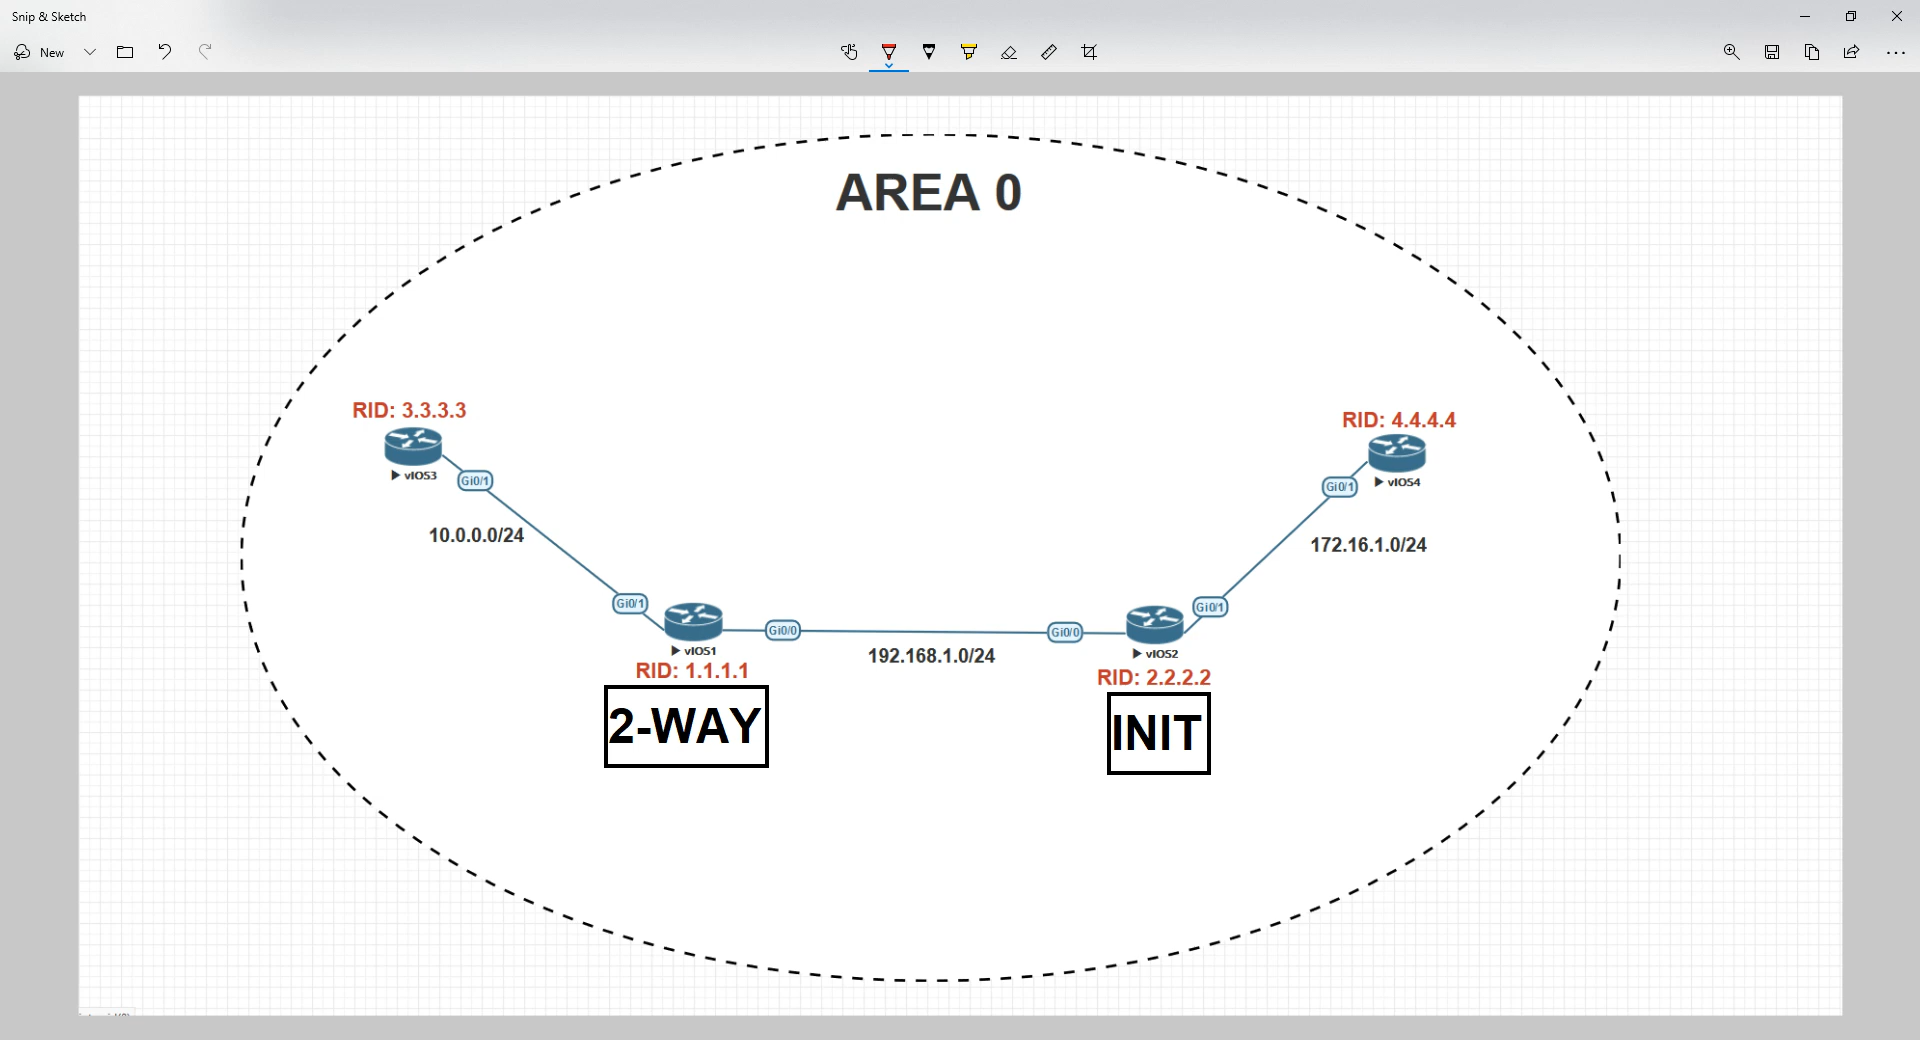 Snip & Sketch
New
AREA 0
RID: 3.3.3.3
RID: 4.4.4.4
vIOS3
Gi0/1
Gi0/1
vIOS4
10.0.0.0/24
172.16.1.0/24
Gi0/1
Gi0/1
Gi0/0
Gi0/0
vIOS1
vIOS2
192.168.1.0/24
RID: 1.1.1.1
RID: 2.2.2.2
2-WAY
INIT